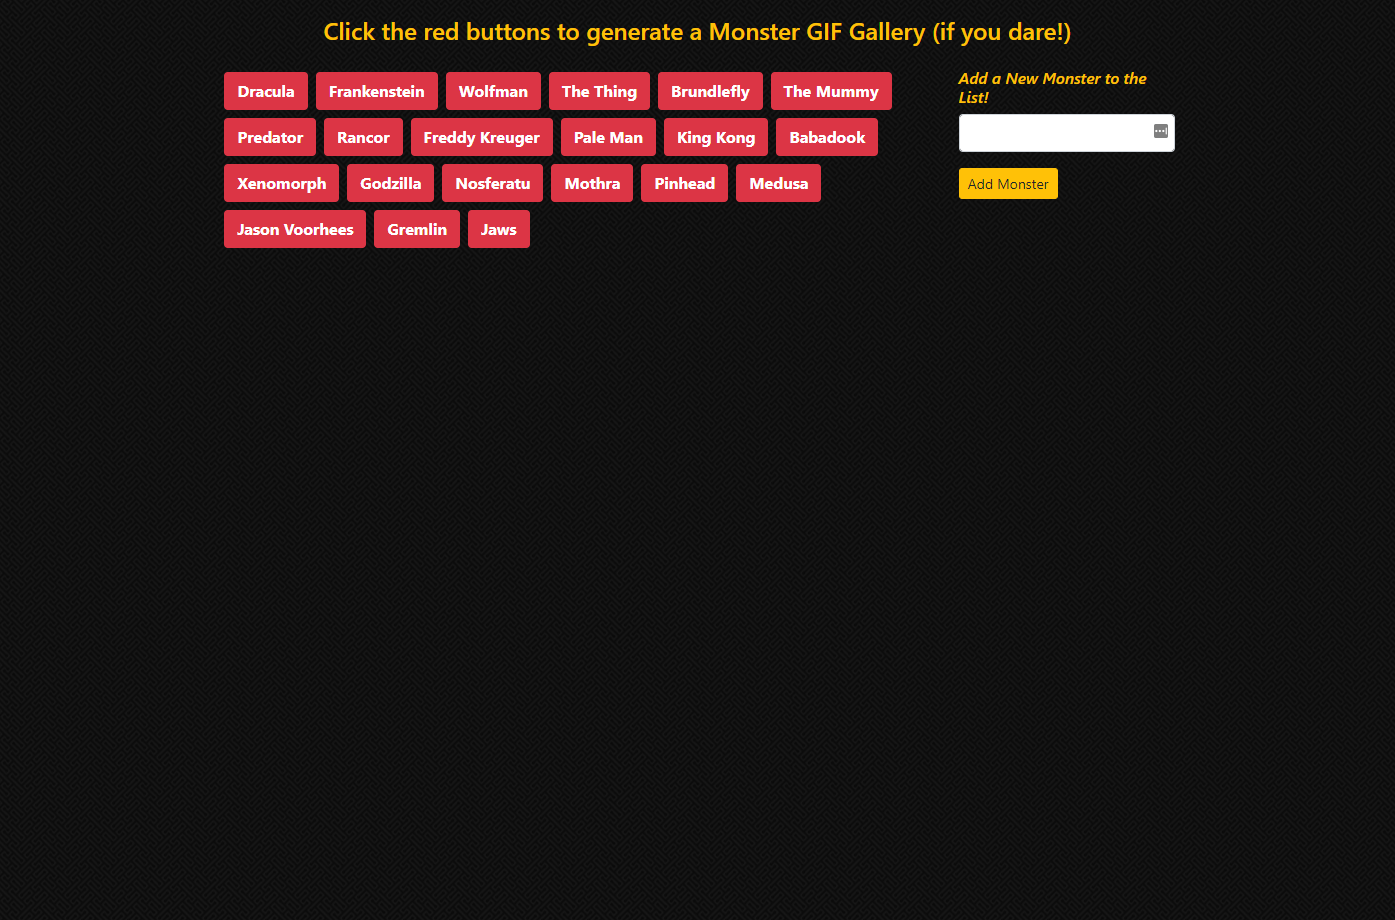 Click the red buttons to generate a Monster GIF Gallery (if you dare!)
Dracula Frankenstein Wolfman The Thing Brundlefly The Mummy
Predator Rancor Freddy Kreuger Pale Man King Kong Babadook
Xenomorph Godzilla Nosferatu Mothra Pinhead Medusa
Jason Voorhees Gremlin Jaws
Add a New Monster to the
List!
Add Monster